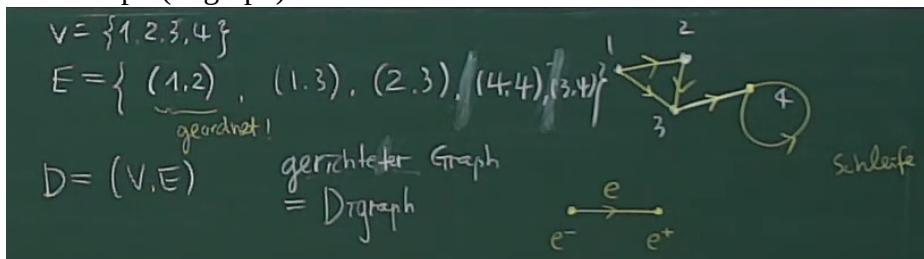 V = {1,2,3,4}
E = { (1,2), (1.3), (2.3), (4,4), (3,4)}
geordnet!
D = (V,E)
gerichteter Graph
= Digraph
1
2
3
4
Schleife
e
e⁻
e⁺